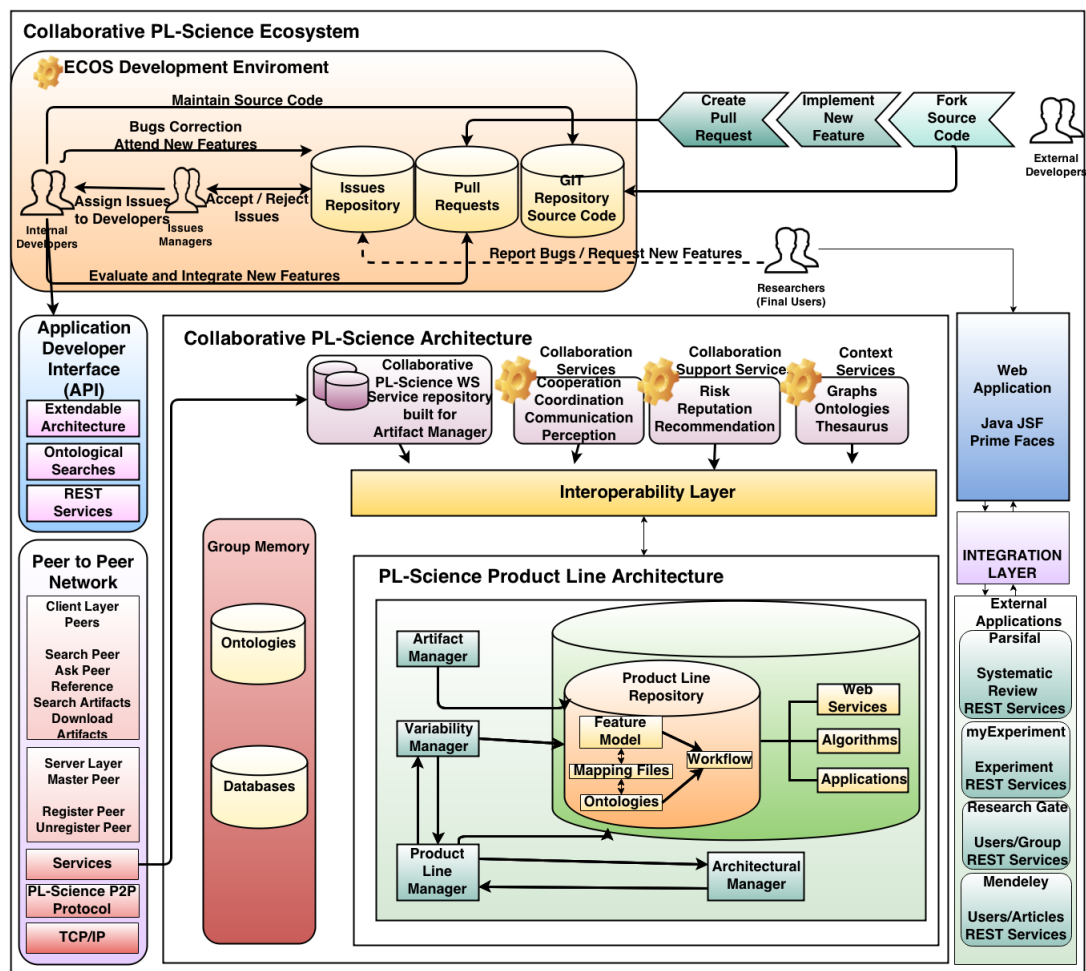 Collaborative PL-Science Ecosystem
ECOS Development Enviroment
Maintain Source Code
Bugs Correction
Attend New Features
Assign Issues
to Developers
Accept / Reject
Issues
Internal
Developers
Issues
Managers
Issues
Repository
Pull
Requests
GIT
Repository
Source Code
Evaluate and Integrate New Features
Report Bugs / Request New Features
Create
Pull
Request
Implement
New
Feature
Fork
Source
Code
External
Developers
Researchers
(Final Users)
Application
Developer
Interface
(API)
Extendable
Architecture
Ontological
Searches
REST
Services
Peer to Peer
Network
Client Layer
Peers
Search Peer
Ask Peer
Reference
Search Artifacts
Download
Artifacts
Server Layer
Master Peer
Register Peer
Unregister Peer
Services
PL-Science P2P
Protocol
TCP/IP
Collaborative PL-Science Architecture
Collaborative
PL-Science WS
Service repository
built for
Artifact Manager
Collaboration
Services
Cooperation
Coordination
Communication
Perception
Collaboration
Support Service
Risk
Reputation
Recommendation
Context
Services
Graphs
Ontologies
Thesaurus
Interoperability Layer
Group Memory
Ontologies
Databases
PL-Science Product Line Architecture
Artifact
Manager
Variability
Manager
Product
Line
Manager
Architectural
Manager
Product Line
Repository
Feature
Model
Mapping Files
Ontologies
Workflow
Web
Services
Algorithms
Applications
Web
Application
Java JSF
Prime Faces
INTEGRATION
LAYER
External
Applications
Parsifal
Systematic
Review
REST Services
myExperiment
Experiment
REST Services
Research Gate
Users/Group
REST Services
Mendeley
Users/Articles
REST Services